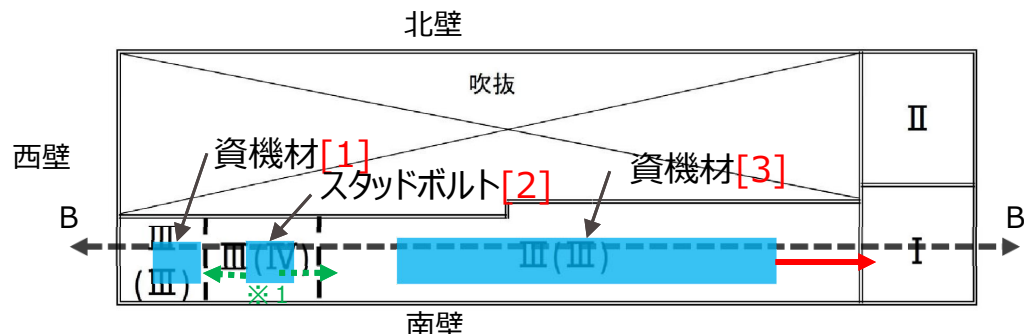 北壁
吹抜
Ⅱ
西壁
資機材[1]
スタッドボルト[2]
資機材[3]
B
B
Ⅲ
(Ⅲ)
Ⅲ(Ⅳ)
Ⅲ(Ⅲ)
Ⅰ
※1
南壁